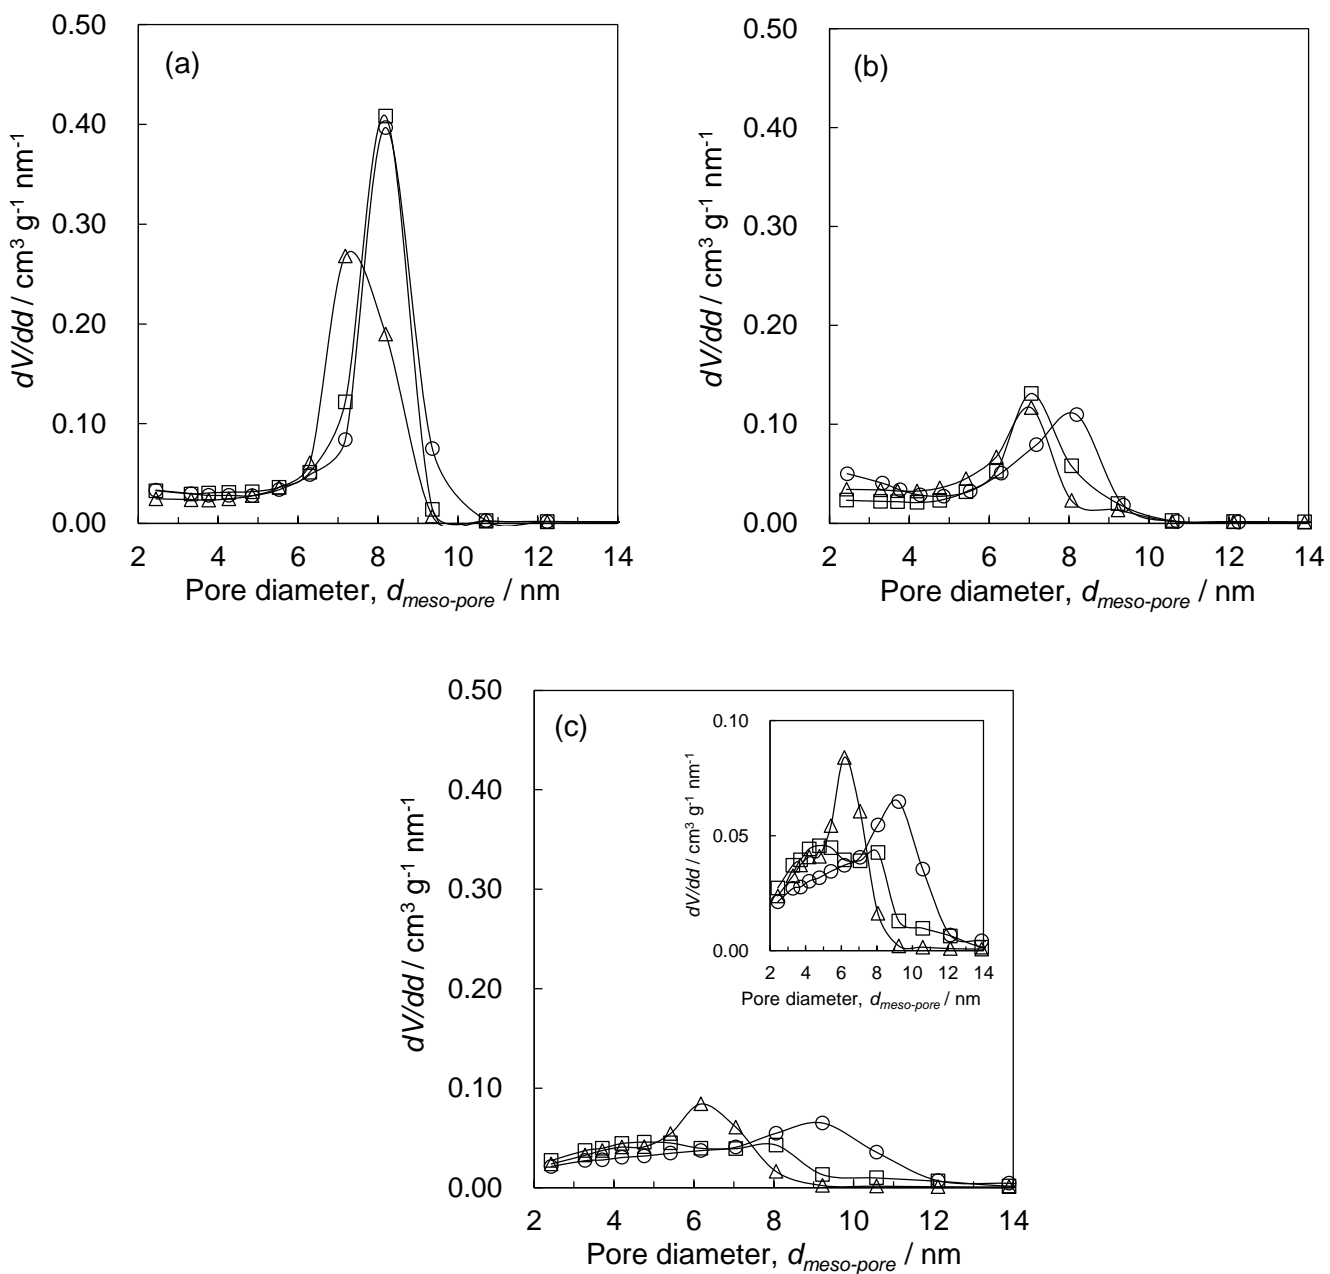 (a)
0.50
0.40
0.30
0.20
0.10
0.00
dV/dd / cm³ g⁻¹ nm⁻¹
2 4 6 8 10 12 14
Pore diameter, d_meso-pore / nm
(b)
0.50
0.40
0.30
0.20
0.10
0.00
dV/dd / cm³ g⁻¹ nm⁻¹
2 4 6 8 10 12 14
Pore diameter, d_meso-pore / nm
(c)
0.50
0.40
0.30
0.20
0.10
0.00
dV/dd / cm³ g⁻¹ nm⁻¹
2 4 6 8 10 12 14
Pore diameter, d_meso-pore / nm
0.10
0.05
0.00
dV/dd / cm³ g⁻¹ nm⁻¹
2 4 6 8 10 12 14
Pore diameter, d_meso-pore / nm